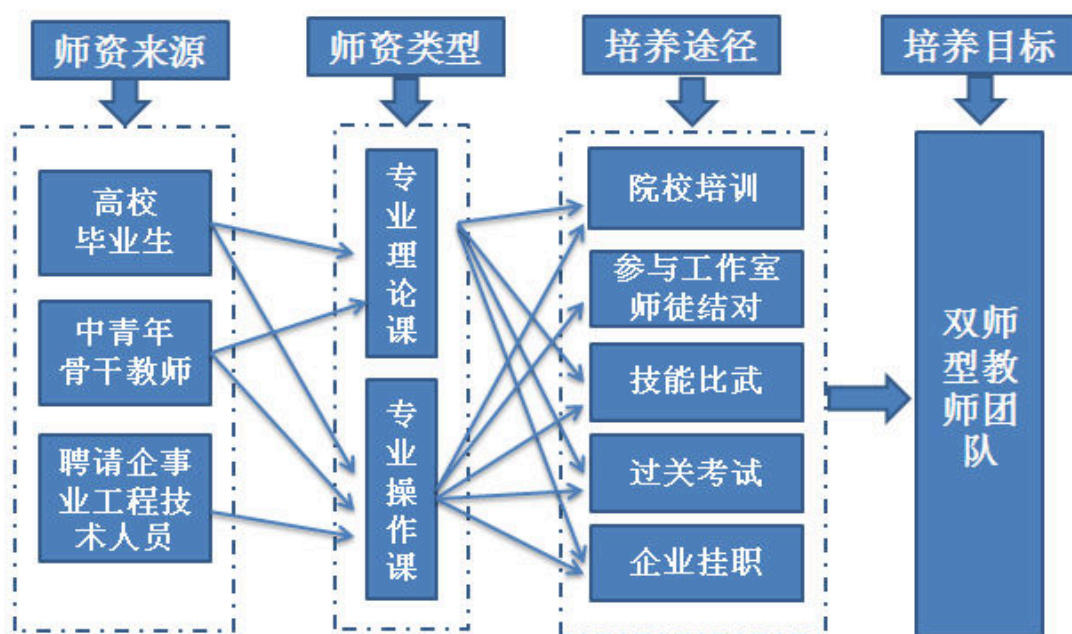 师资来源
师资类型
培养途径
培养目标
高校
毕业生
中青年
骨干教师
聘请企事
业工程技
术人员
专业理论课
专业操作课
院校培训
参与工作室
师徒结对
技能比武
过关考试
企业挂职
双师
型教
师团
队